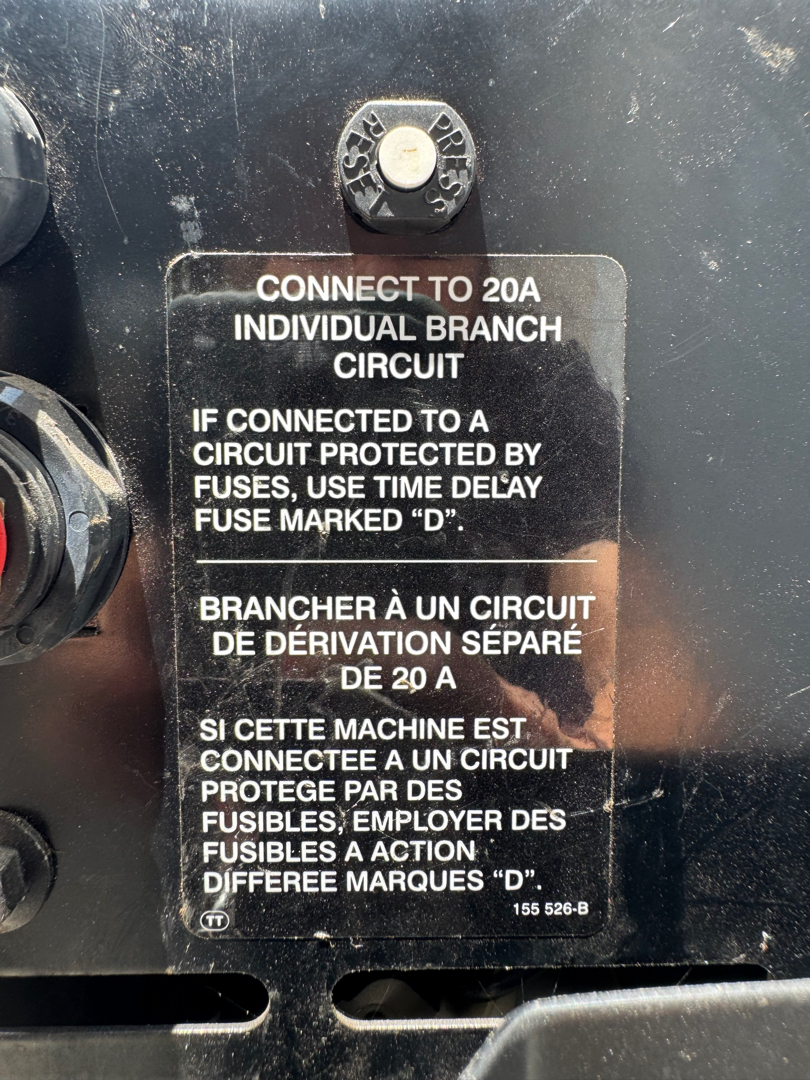 PRESS
RESET
CONNECT TO 20A
INDIVIDUAL BRANCH
CIRCUIT
IF CONNECTED TO A
CIRCUIT PROTECTED BY
FUSES, USE TIME DELAY
FUSE MARKED “D”.
BRANCHER À UN CIRCUIT
DE DÉRIVATION SÉPARÉ
DE 20 A
SI CETTE MACHINE EST
CONNECTEE A UN CIRCUIT
PROTEGE PAR DES
FUSIBLES, EMPLOYER DES
FUSIBLES A ACTION
DIFFEREE MARQUES “D”.
155 526-B
TT